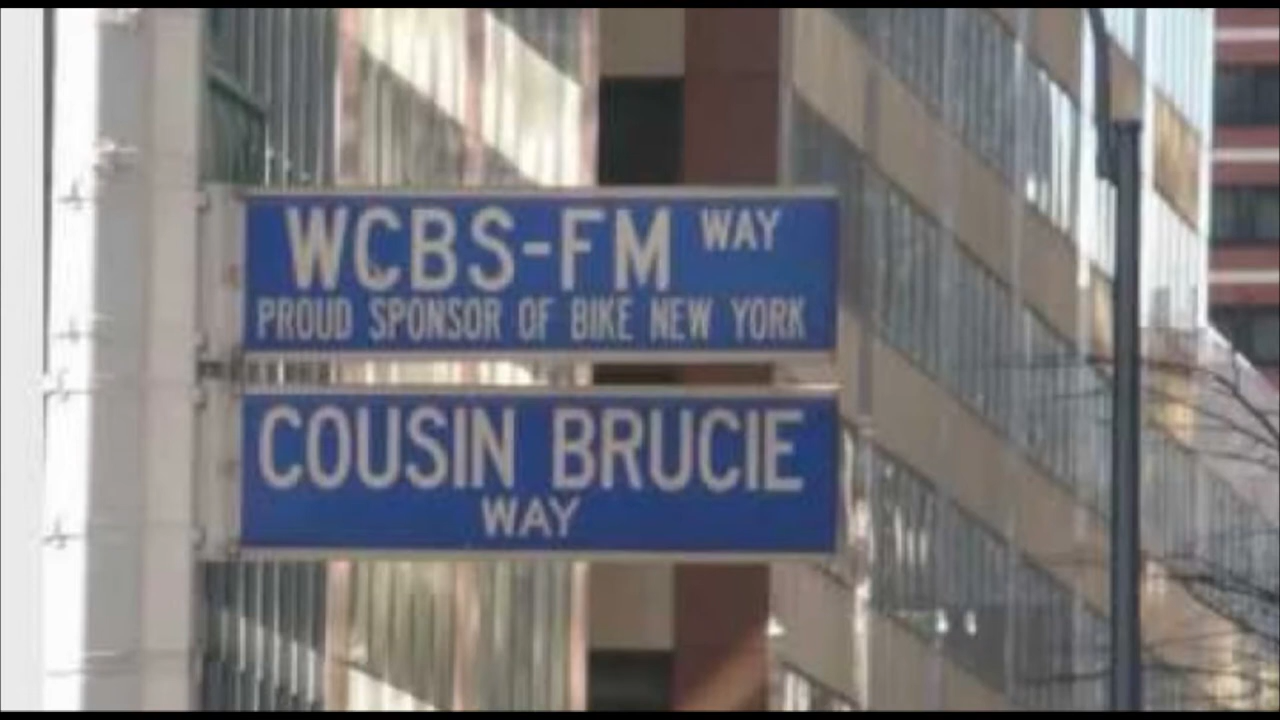 WCBS-FM WAY
PROUD SPONSOR OF BIKE NEW YORK
COUSIN BRUCIE
WAY